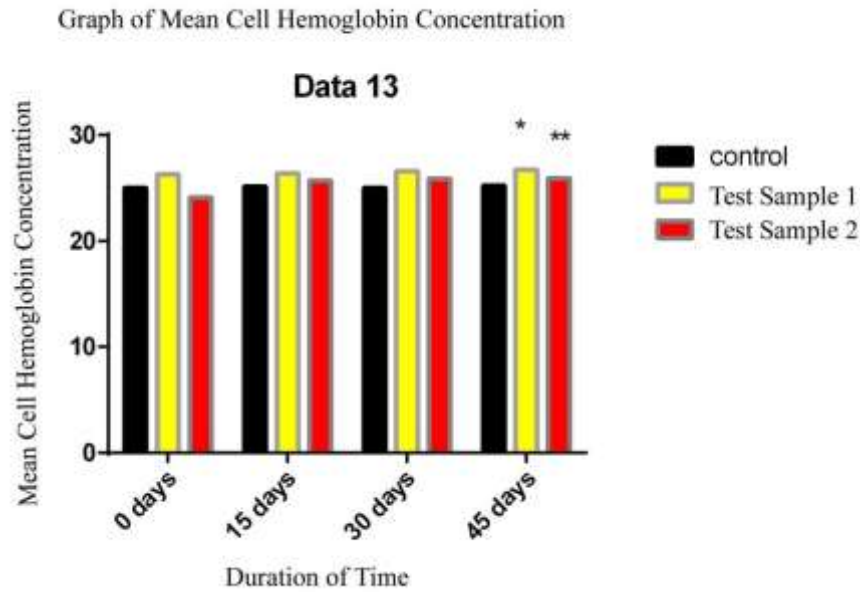 Graph of Mean Cell Hemoglobin Concentration
Data 13
Mean Cell Hemoglobin Concentration
30
20
10
0
* **
control
Test Sample 1
Test Sample 2
0 days
15 days
30 days
45 days
Duration of Time